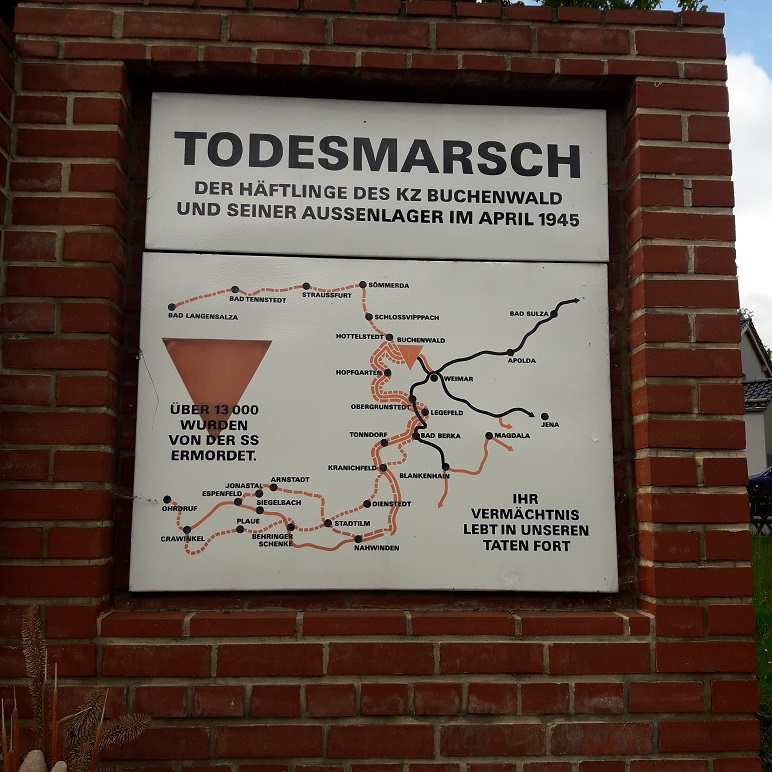 TODESMARSCH
DER HÄFTLINGE DES KZ BUCHENWALD
UND SEINER AUSSENLAGER IM APRIL 1945
SÖMMERDA
BAD TENNSTEDT
STRAUSSFURT
BAD LANGENSALZA
SCHLOSSVIPPPACH
BAD SULZA
HOTTELSTEDT
BUCHENWALD
APOLDA
HOPFGARTEN
WEIMAR
OBERGRUNSTEDT
LEGEFELD
JENA
ÜBER 13000
WURDEN
VON DER SS
ERMORDET.
TONNDORF
BAD BERKA
MAGDALA
KRANICHFELD
BLANKENHAIN
ARNSTADT
JONASTAL
ESPENFELD
SIEGELBACH
OHRDRUF
DIENSTEDT
PLAUE
STADTILM
CRAWINKEL
BEHRINGER
SCHENKE
NAHWINDEN
IHR
VERMÄCHTNIS
LEBT IN UNSEREN
TATEN FORT